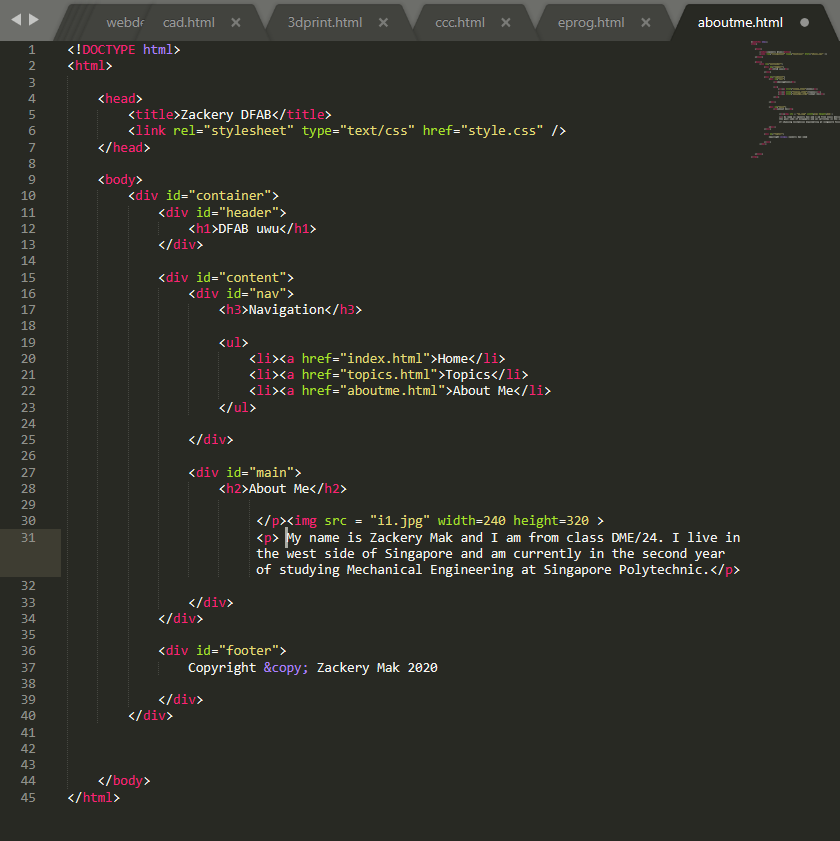 webde cad.html × 3dprint.html × ccc.html × eprog.html × aboutme.html
1 <!DOCTYPE html>
2 <html>
3
4 <head>
5 <title>Zackery DFAB</title>
6 <link rel="stylesheet" type="text/css" href="style.css" />
7 </head>
8
9 <body>
10 <div id="container">
11 <div id="header">
12 <h1>DFAB uwu</h1>
13 </div>
14
15 <div id="content">
16 <div id="nav">
17 <h3>Navigation</h3>
18
19 <ul>
20 <li><a href="index.html">Home</li>
21 <li><a href="topics.html">Topics</li>
22 <li><a href="aboutme.html">About Me</li>
23 </ul>
24
25 </div>
26
27 <div id="main">
28 <h2>About Me</h2>
29
30 </p><img src = "i1.jpg" width=240 height=320 >
31 <p> My name is Zackery Mak and I am from class DME/24. I live in
the west side of Singapore and am currently in the second year
of studying Mechanical Engineering at Singapore Polytechnic.</p>
32
33 </div>
34 </div>
35
36 <div id="footer">
37 Copyright &copy; Zackery Mak 2020
38
39 </div>
40 </div>
41
42
43
44 </body>
45 </html>